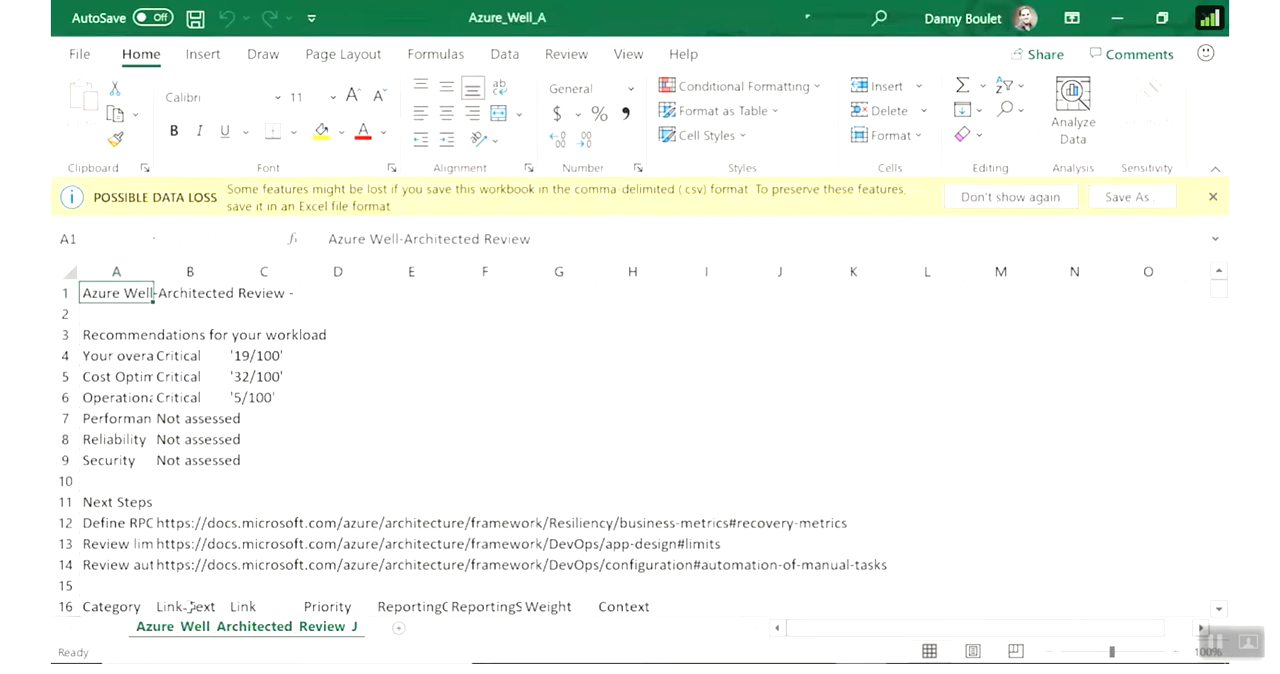 AutoSave Off Azure_Well_A Danny Boulet
File Home Insert Draw Page Layout Formulas Data Review View Help Share Comments
Calibri 11 A A ab General Conditional Formatting Insert Σ A Z
$ % , Format as Table Delete Analyze
B I U A Cell Styles Format Data
Clipboard Font Alignment Number Styles Cells Editing Analysis Sensitivity
POSSIBLE DATA LOSS Some features might be lost if you save this workbook in the comma-delimited (.csv) format. To preserve these features, Don't show again Save As..
save it in an Excel file format
A1 fx Azure Well-Architected Review
A B C D E F G H I J K L M N O
1 Azure Well-Architected Review -
2
3 Recommendations for your workload
4 Your overa Critical '19/100'
5 Cost Optim Critical '32/100'
6 Operationa Critical '5/100'
7 Performan Not assessed
8 Reliability Not assessed
9 Security Not assessed
10
11 Next Steps
12 Define RPO https://docs.microsoft.com/azure/architecture/framework/Resiliency/business-metrics#recovery-metrics
13 Review lim https://docs.microsoft.com/azure/architecture/framework/DevOps/app-design#limits
14 Review aut https://docs.microsoft.com/azure/architecture/framework/DevOps/configuration#automation-of-manual-tasks
15
16 Category Link-Text Link Priority ReportingC ReportingS Weight Context
Azure_Well_Architected_Review_J
Ready 100%